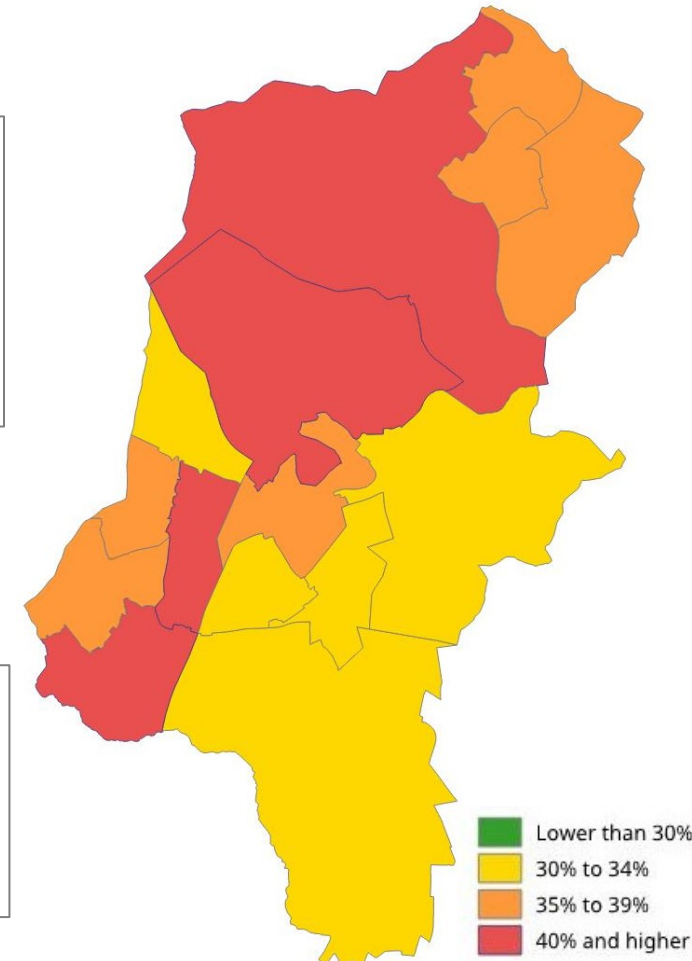 Lower than 30%
30% to 34%
35% to 39%
40% and higher